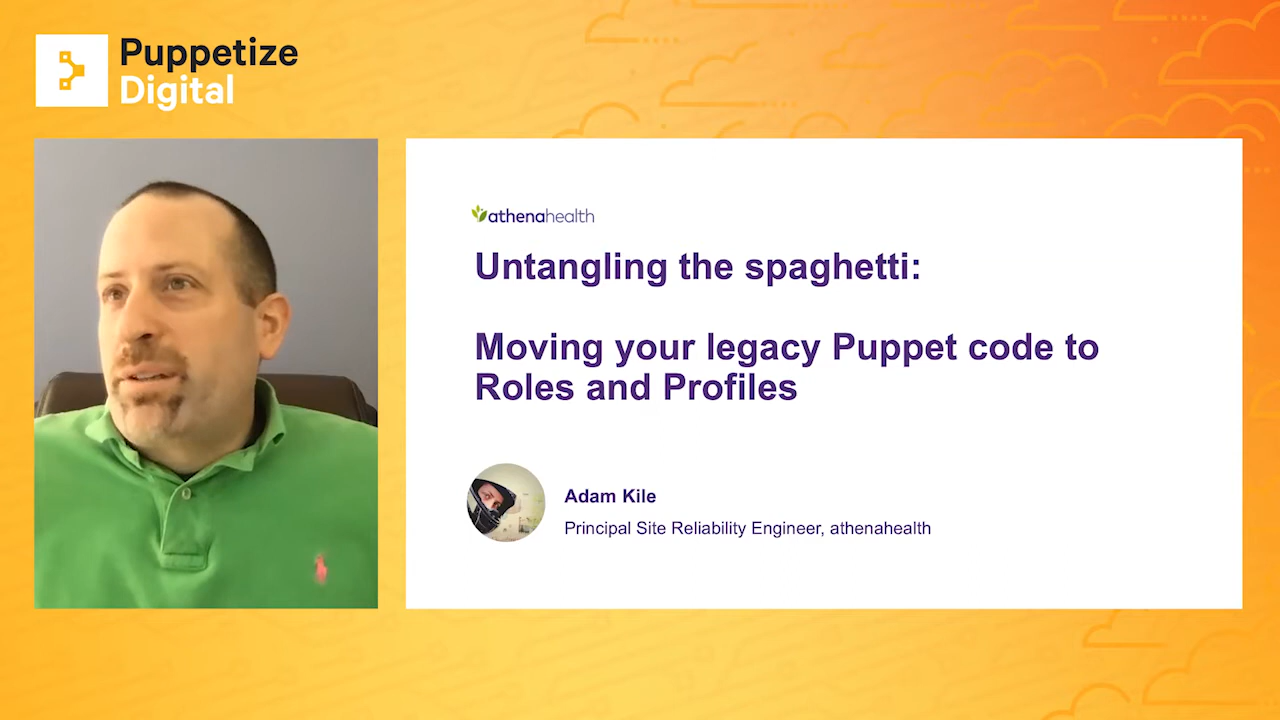 Puppetize
Digital
athenahealth
Untangling the spaghetti:
Moving your legacy Puppet code to
Roles and Profiles
Adam Kile
Principal Site Reliability Engineer, athenahealth